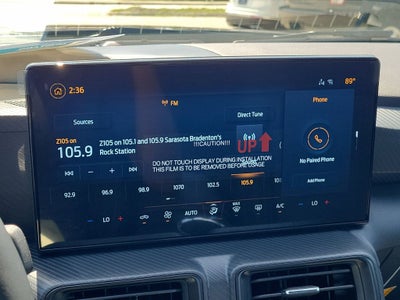 2:36
89°
FM
Sources
Direct Tune
Phone
Z105 on
105.9
Z105 on 105.1 and 105.9 Sarasota Bradenton's
Rock Station
!!!CAUTION!!!
UP
DO NOT TOUCH DISPLAY DURING INSTALLATION
THIS FILM IS TO BE REMOVED BEFORE USAGE
No Paired Phone
Add Phone
92.9
96.9
98.9
1070
102.5
105.9
- LO +
AUTO
MAX
A/C
- LO +